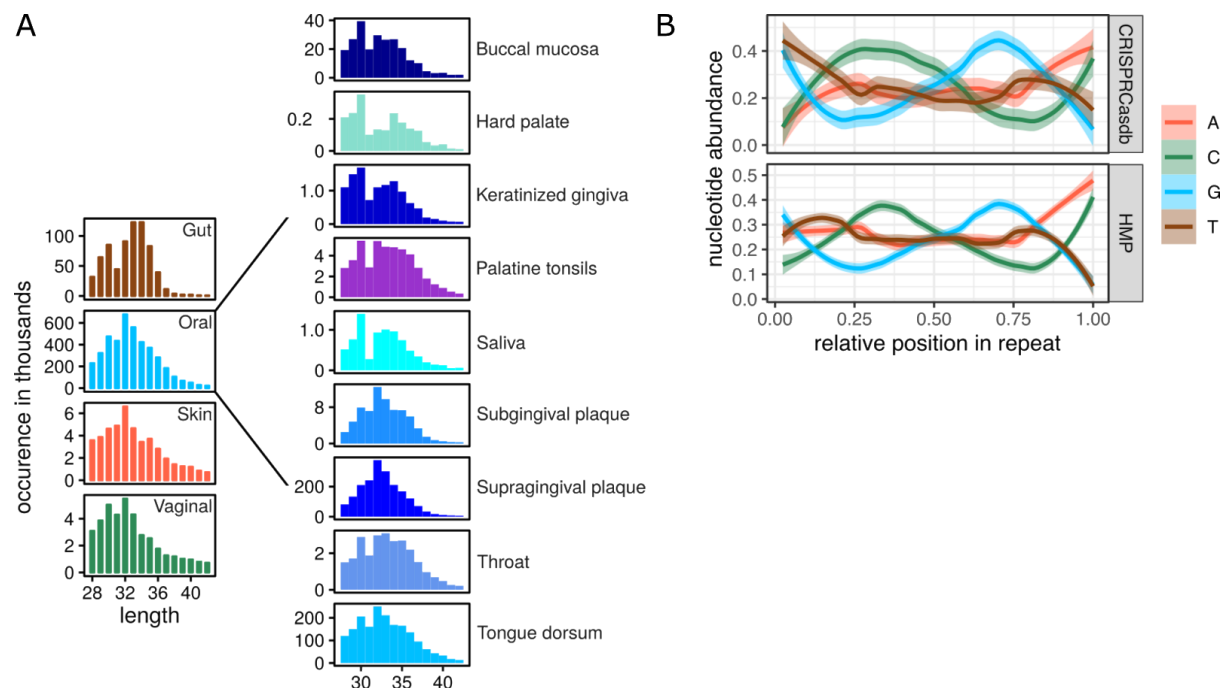 A
occurence in thousands
Gut
100
50
0
Oral
600
400
200
0
Skin
6
4
2
0
Vaginal
4
2
0
28 32 36 40
length
40
20
0
Buccal mucosa
0.2
0
Hard palate
1.0
0
Keratinized gingiva
4
2
0
Palatine tonsils
1.0
0
Saliva
8
0
Subgingival plaque
200
0
Supragingival plaque
2
0
Throat
200
100
0
Tongue dorsum
30 35 40
B
nucleotide abundance
0.4
0.2
0.0
CRISPRCasdb
0.5
0.4
0.3
0.2
0.1
0.0
HMP
0.00 0.25 0.50 0.75 1.00
relative position in repeat
A
C
G
T